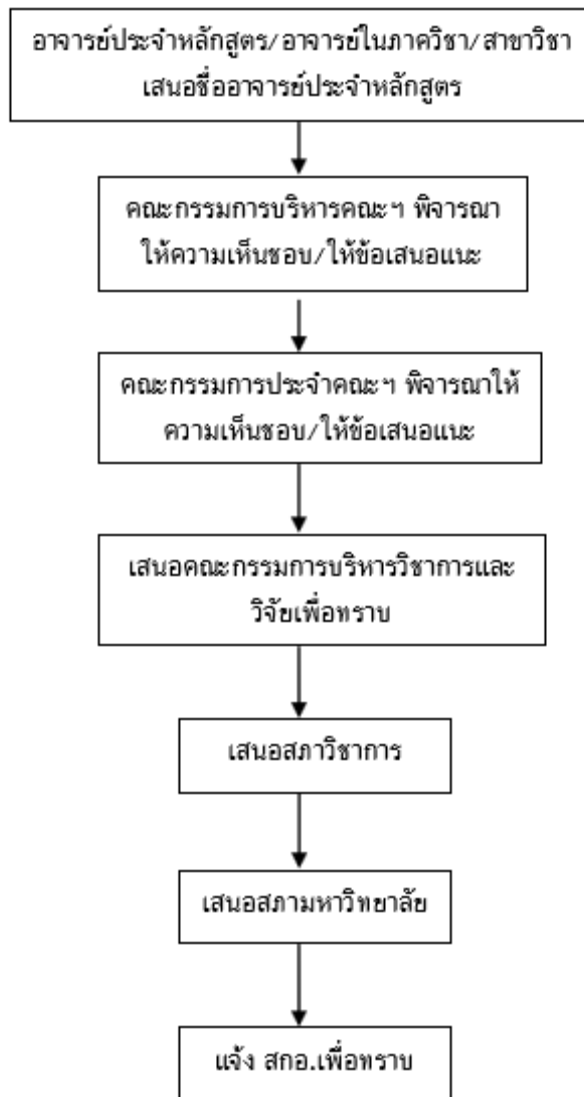 อาจารย์ประจำหลักสูตร/อาจารย์ในภาควิชา/สาขาวิชา
เสนอชื่ออาจารย์ประจำหลักสูตร
คณะกรรมการบริหารคณะฯ พิจารณา
ให้ความเห็นชอบ/ให้ข้อเสนอแนะ
คณะกรรมการประจำคณะฯ พิจารณาให้
ความเห็นชอบ/ให้ข้อเสนอแนะ
เสนอคณะกรรมการบริหารวิชาการและ
วิจัยเพื่อทราบ
เสนอสภาวิชาการ
เสนอสภามหาวิทยาลัย
แจ้ง สกอ.เพื่อทราบ